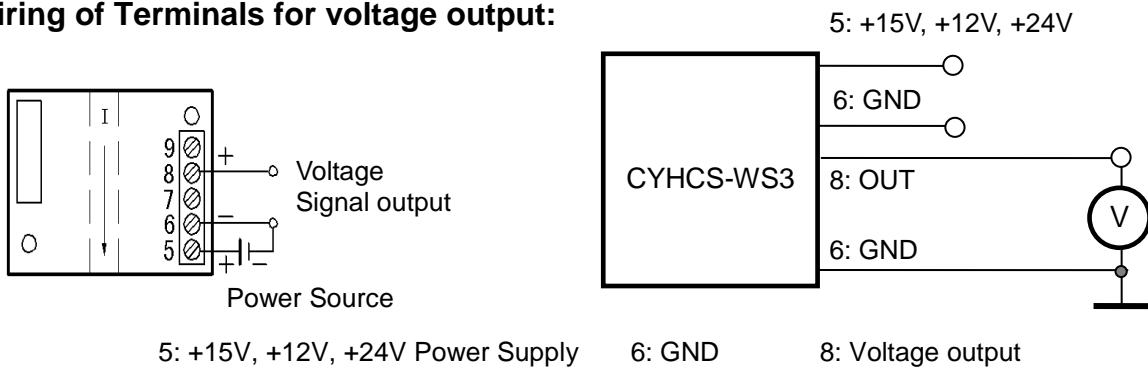 iring of Terminals for voltage output:
I
9
8
7
6
5
+
−
+
−
Voltage
Signal output
Power Source
5: +15V, +12V, +24V
6: GND
CYHCS-WS3
8: OUT
V
6: GND
5: +15V, +12V, +24V Power Supply 6: GND 8: Voltage output